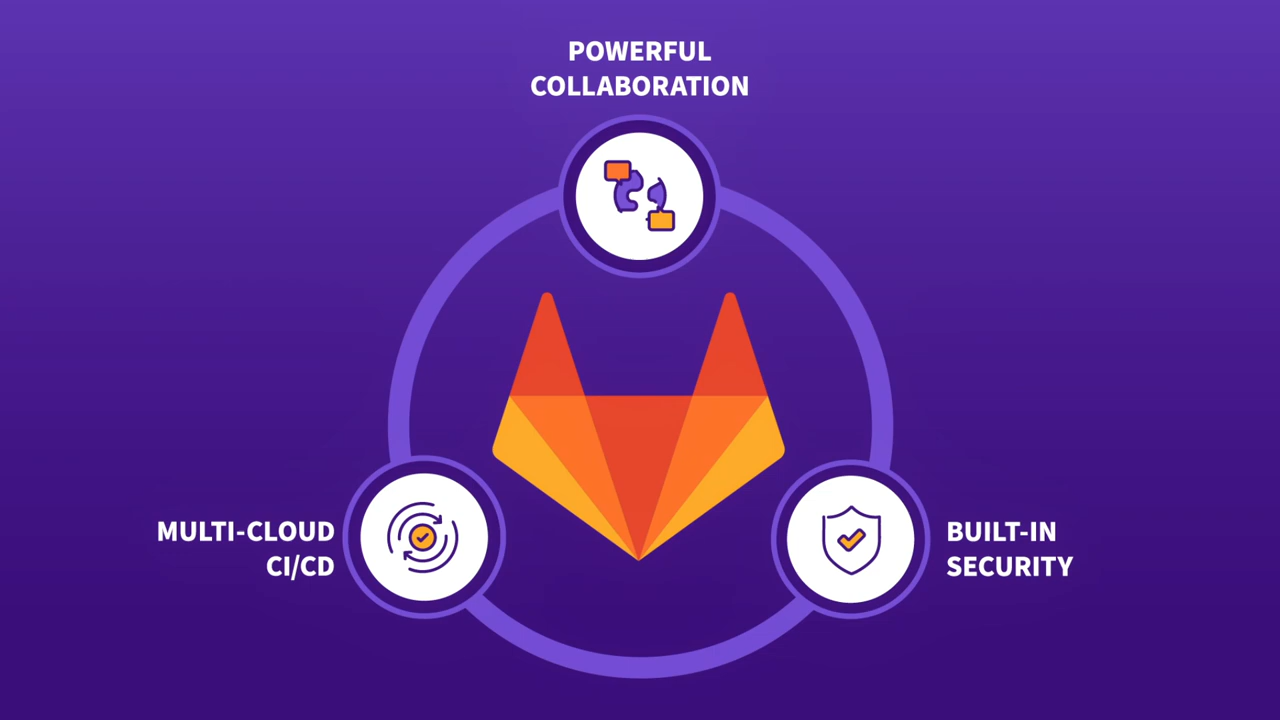 POWERFUL
COLLABORATION
MULTI-CLOUD
CI/CD
BUILT-IN
SECURITY